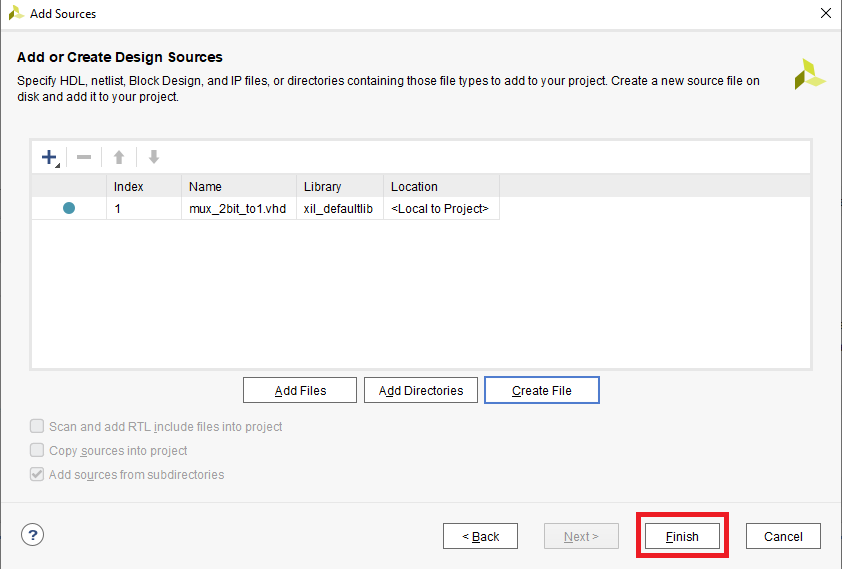 Add Sources
Add or Create Design Sources
Specify HDL, netlist, Block Design, and IP files, or directories containing those file types to add to your project. Create a new source file on
disk and add it to your project.
Index Name Library Location
1 mux_2bit_to1.vhd xil_defaultlib <Local to Project>
Add Files Add Directories Create File
Scan and add RTL include files into project
Copy sources into project
Add sources from subdirectories
? < Back Next > Finish Cancel